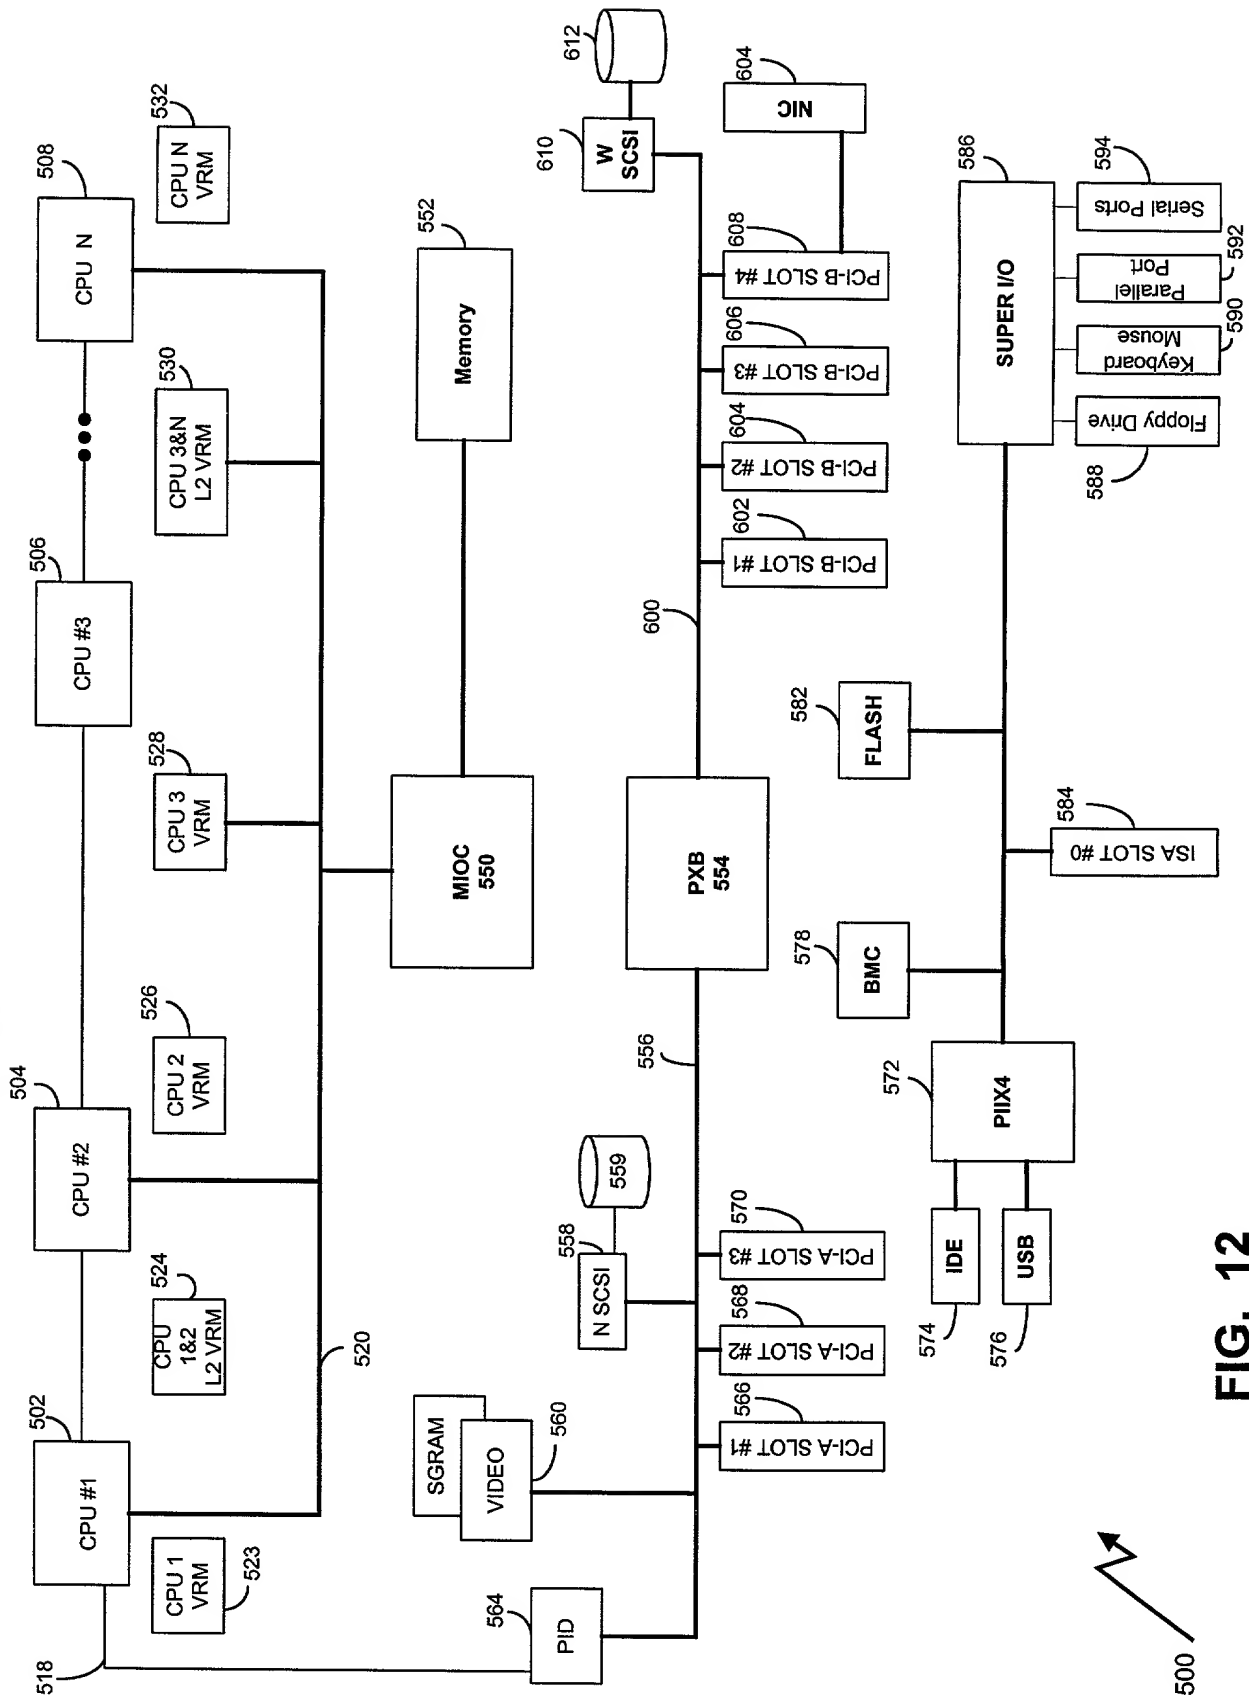 518
502
504
506
508
CPU #1
CPU #2
CPU #3
CPU N
523
524
526
528
530
532
CPU 1
VRM
CPU
1&2
L2 VRM
CPU 2
VRM
CPU 3
VRM
CPU 3&N
L2 VRM
CPU N
VRM
520
MIOC
550
552
Memory
SGRAM
VIDEO
560
564
PID
558
N SCSI
559
556
PXB
554
600
610
W
SCSI
612
566
PCI-A SLOT #1
568
PCI-A SLOT #2
570
PCI-A SLOT #3
602
PCI-B SLOT #1
604
PCI-B SLOT #2
606
PCI-B SLOT #3
608
PCI-B SLOT #4
604
NIC
574
IDE
576
USB
572
PIIX4
578
BMC
582
FLASH
584
ISA SLOT #0
586
SUPER I/O
588
Floppy Drive
590
Keyboard
Mouse
592
Parallel
Port
594
Serial Ports
500
FIG. 12